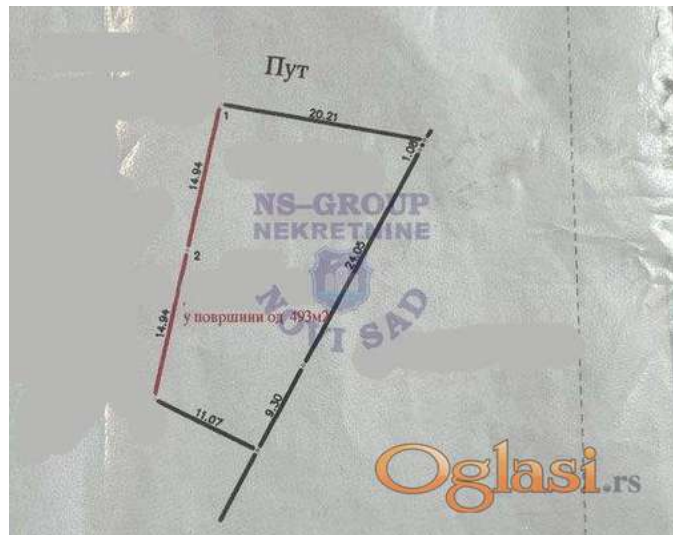 Пут
1
20.21
1.08
14.94
2
NS-GROUP
NEKRETNINE
NOVI SAD
24.05
14.94
у површини од 493м2
9.30
11.07
Oglasi.rs